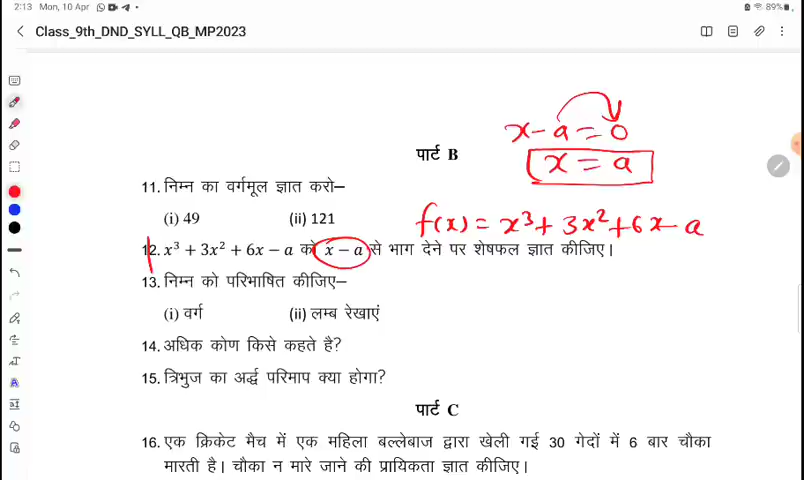 2:13 Mon, 10 Apr
89%
Class_9th_DND_SYLL_QB_MP2023
x - a = 0
x = a
पार्ट B
11. निम्न का वर्गमूल ज्ञात करो–
(i) 49 (ii) 121
f(x) = x³ + 3x² + 6x - a
12. x³ + 3x² + 6x − a को x − a से भाग देने पर शेषफल ज्ञात कीजिए।
13. निम्न को परिभाषित कीजिए–
(i) वर्ग (ii) लम्ब रेखाएं
14. अधिक कोण किसे कहते है?
15. त्रिभुज का अर्द्ध परिमाप क्या होगा?
पार्ट C
16. एक क्रिकेट मैच में एक महिला बल्लेबाज द्वारा खेली गई 30 गेदों में 6 बार चौका
मारती है। चौका न मारे जाने की प्रायिकता ज्ञात कीजिए।